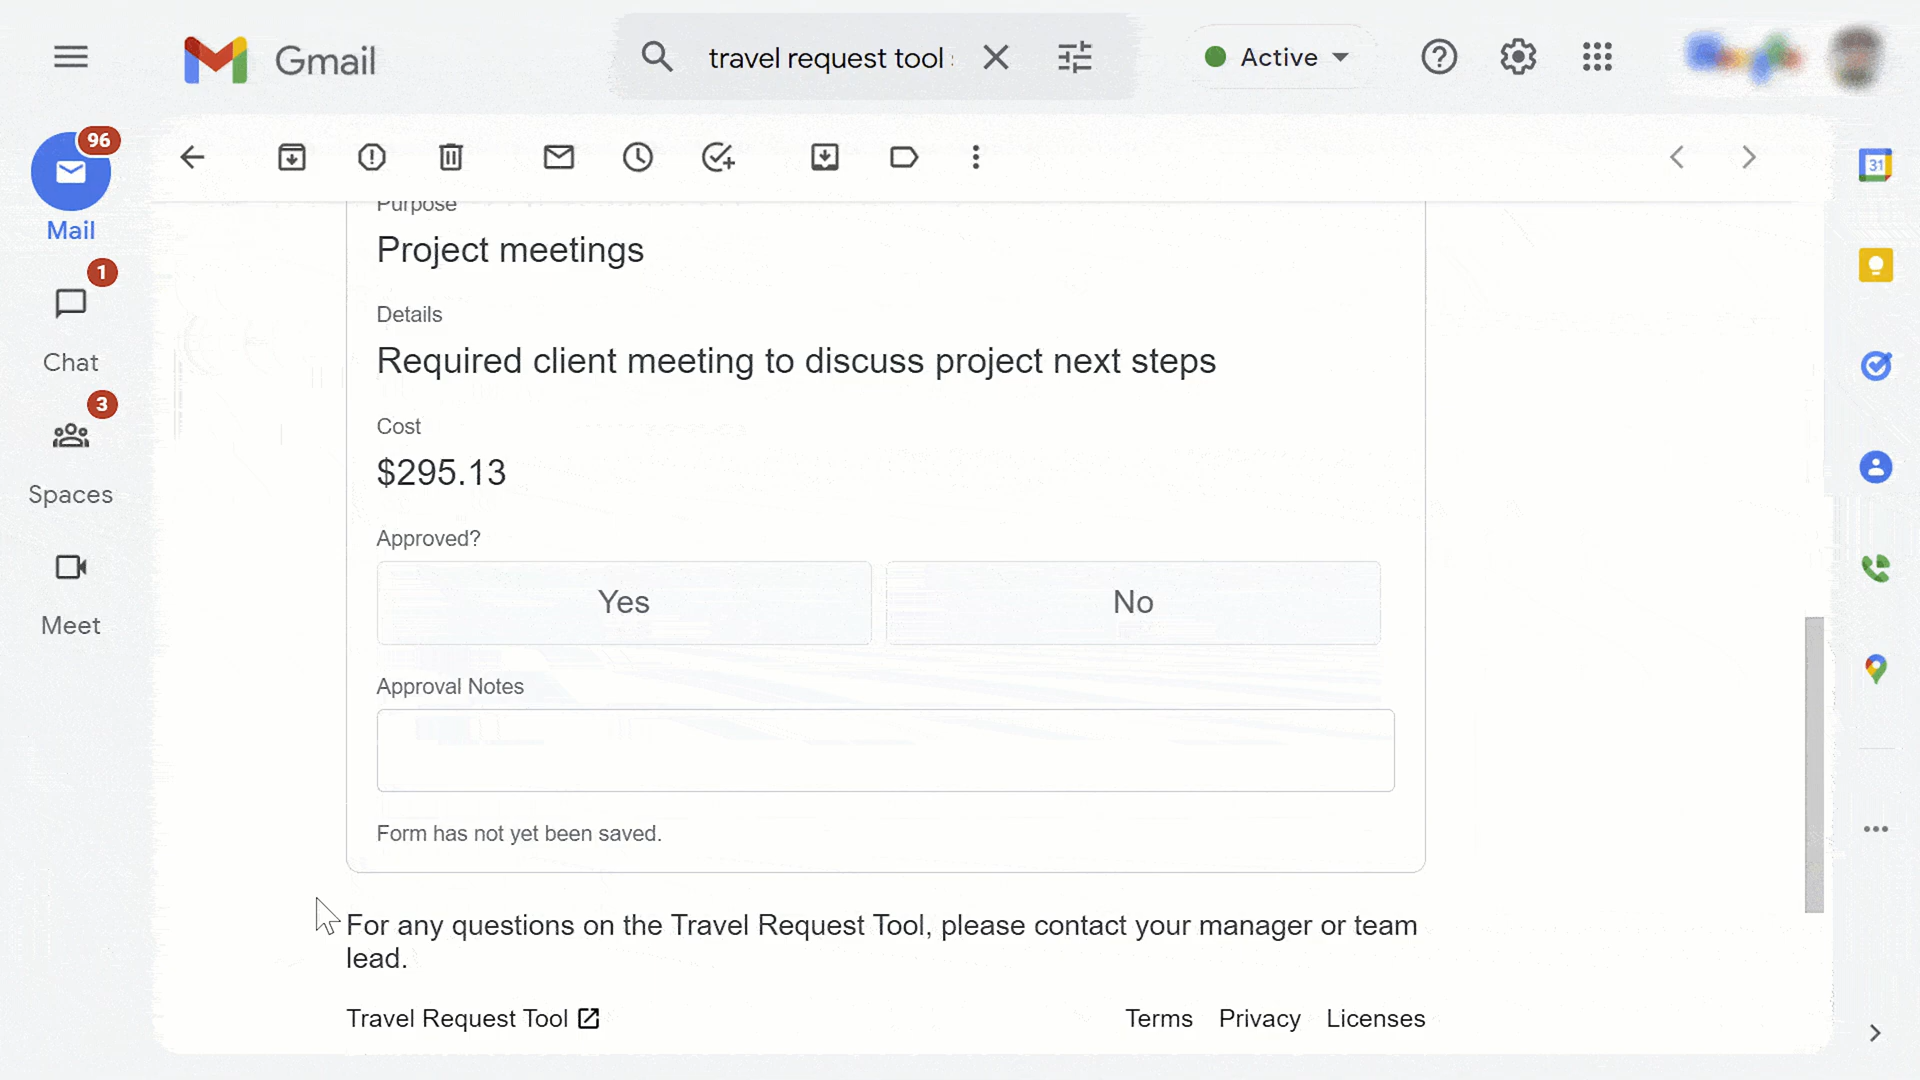 Gmail
travel request tool
Active
96
Mail
1
Chat
3
Spaces
Meet
31
Purpose
Project meetings
Details
Required client meeting to discuss project next steps
Cost
$295.13
Approved?
Yes No
Approval Notes
Form has not yet been saved.
For any questions on the Travel Request Tool, please contact your manager or team
lead.
Travel Request Tool Terms Privacy Licenses